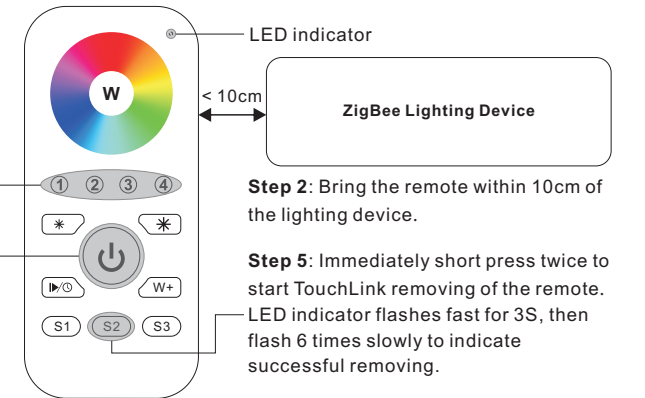 LED indicator
W
< 10cm
ZigBee Lighting Device
1 2 3 4
Step 2: Bring the remote within 10cm of
the lighting device.
W+
Step 5: Immediately short press twice to
start TouchLink removing of the remote.
S1 S2 S3
LED indicator flashes fast for 3S, then
flash 6 times slowly to indicate
successful removing.